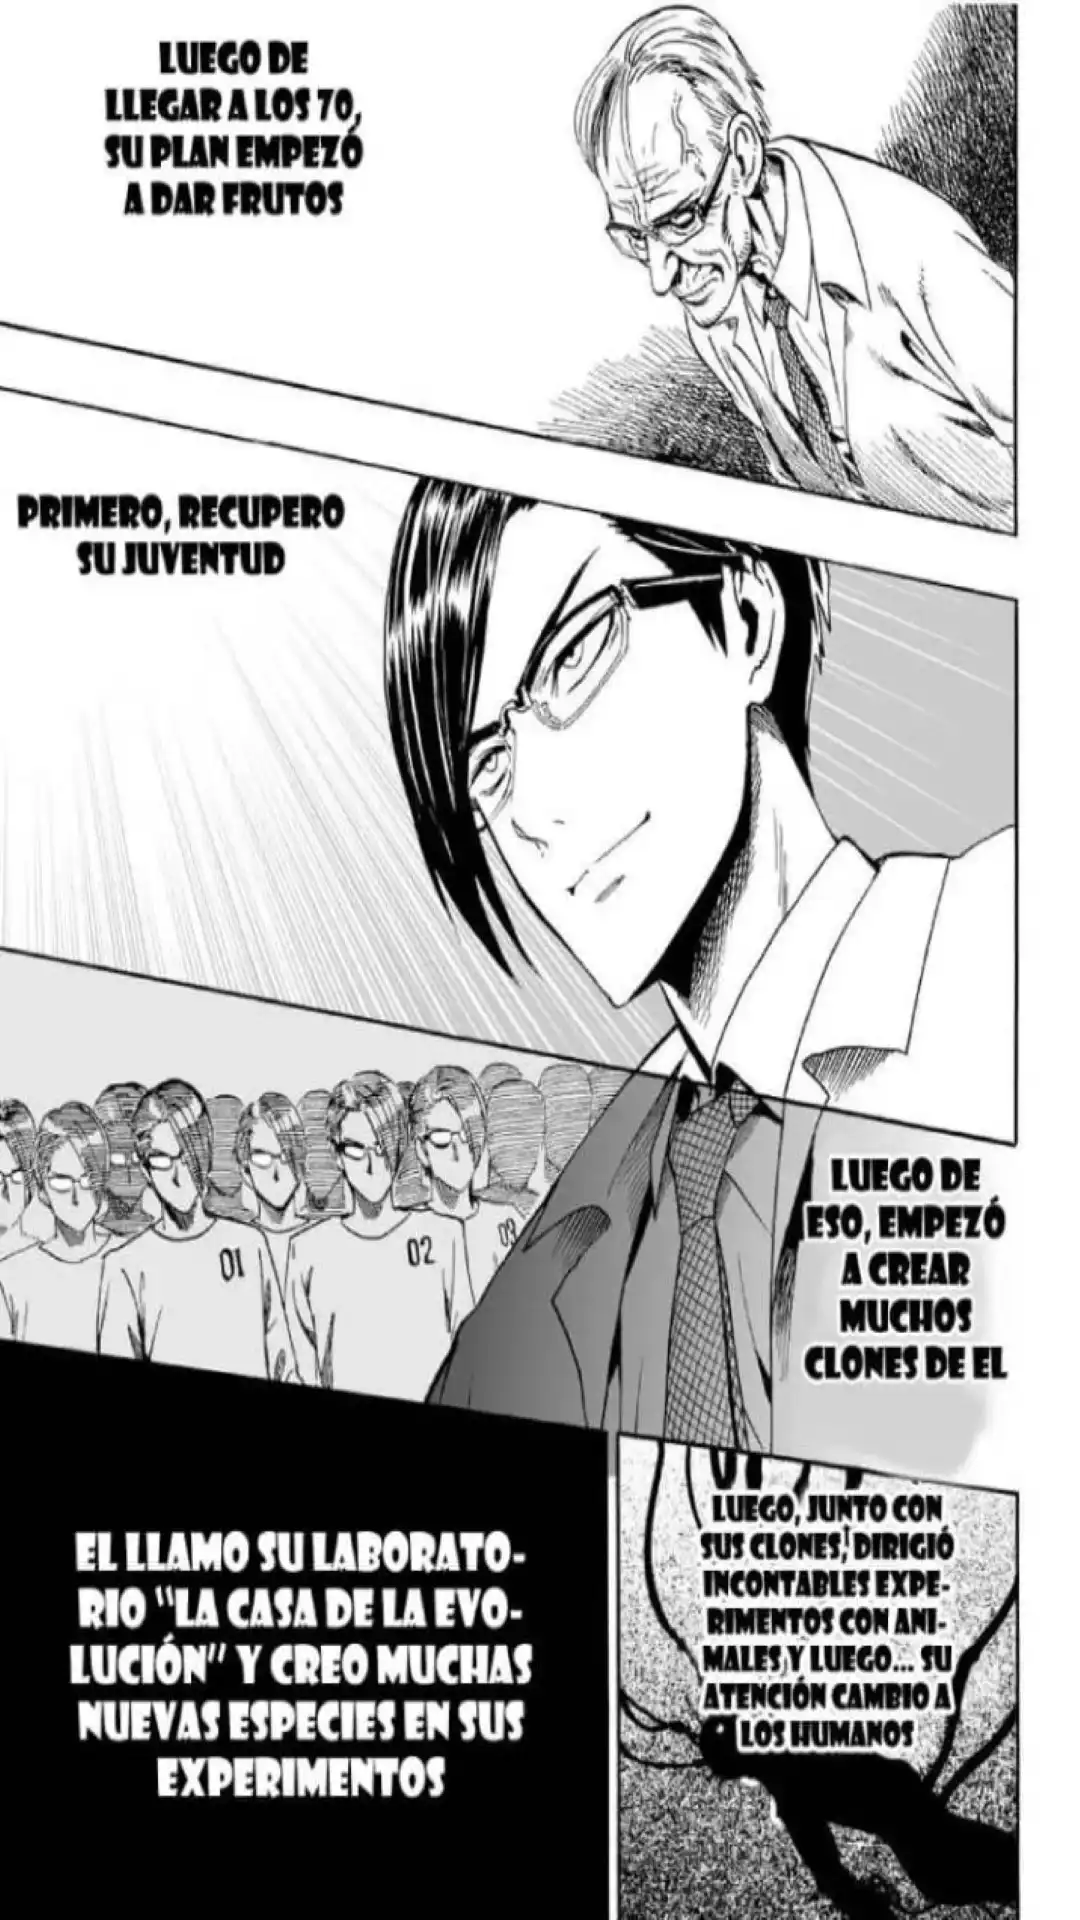 LUEGO DE
LLEGAR A LOS 70,
SU PLAN EMPEZÓ
A DAR FRUTOS
PRIMERO, RECUPERO
SU JUVENTUD
01
02
03
LUEGO DE
ESO, EMPEZÓ
A CREAR
MUCHOS
CLONES DE EL
LUEGO, JUNTO CON
SUS CLONES, DIRIGIÓ
INCONTABLES EXPE-
RIMENTOS CON ANI-
MALES Y LUEGO... SU
ATENCIÓN CAMBIO A
LOS HUMANOS
EL LLAMO SU LABORATO-
RIO "LA CASA DE LA EVO-
LUCIÓN" Y CREO MUCHAS
NUEVAS ESPECIES EN SUS
EXPERIMENTOS